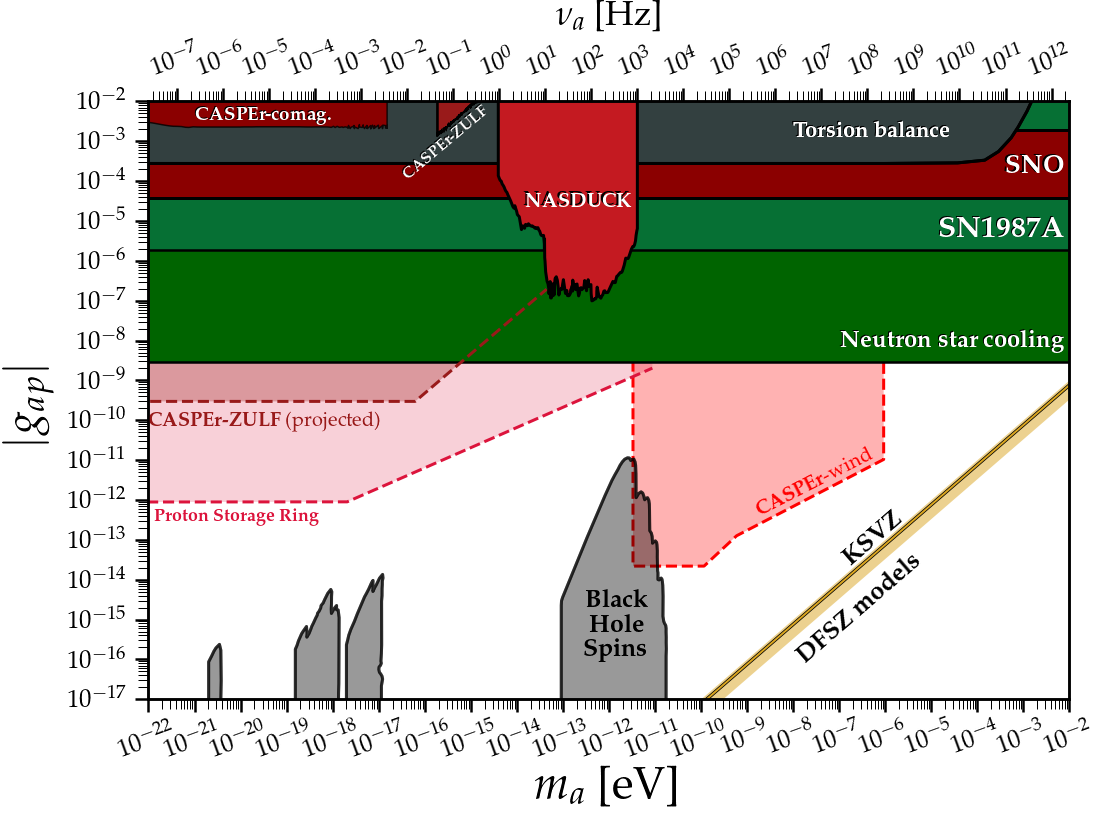 ν_a [Hz]
10^−7 10^−6 10^−5 10^−4 10^−3 10^−2 10^−1 10^0 10^1 10^2 10^3 10^4 10^5 10^6 10^7 10^8 10^9 10^10 10^11 10^12
10^−2
10^−3
10^−4
10^−5
10^−6
10^−7
10^−8
10^−9
10^−10
10^−11
10^−12
10^−13
10^−14
10^−15
10^−16
10^−17
|g_ap|
CASPEr-comag.
CASPEr-ZULF
Torsion balance
SNO
NASDUCK
SN1987A
Neutron star cooling
CASPEr-ZULF (projected)
CASPEr-wind
Proton Storage Ring
KSVZ
DFSZ models
Black
Hole
Spins
10^−22 10^−21 10^−20 10^−19 10^−18 10^−17 10^−16 10^−15 10^−14 10^−13 10^−12 10^−11 10^−10 10^−9 10^−8 10^−7 10^−6 10^−5 10^−4 10^−3 10^−2
m_a [eV]